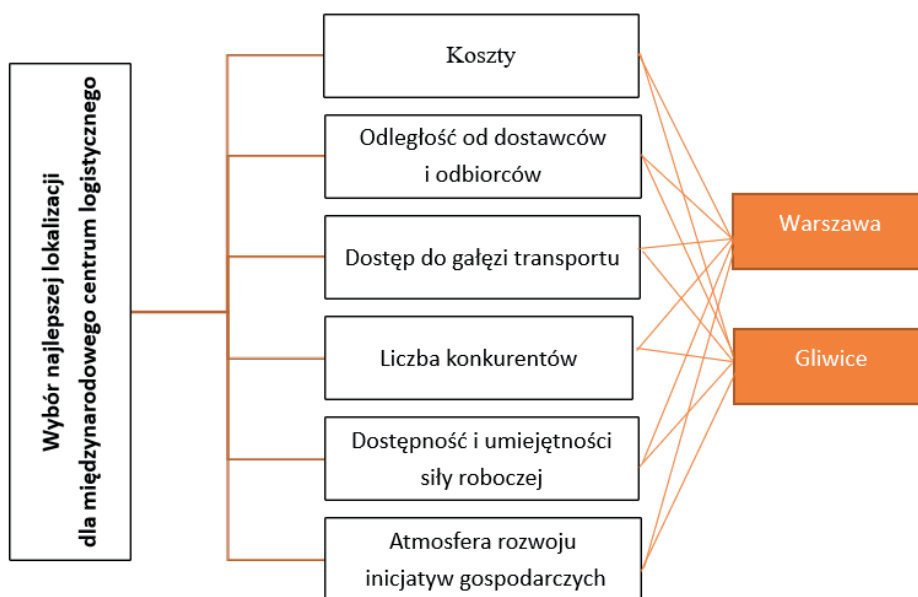 Wybór najlepszej lokalizacji
dla międzynarodowego centrum logistycznego
Koszty
Odległość od dostawców
i odbiorców
Dostęp do gałęzi transportu
Liczba konkurentów
Dostępność i umiejętności
siły roboczej
Atmosfera rozwoju
inicjatyw gospodarczych
Warszawa
Gliwice